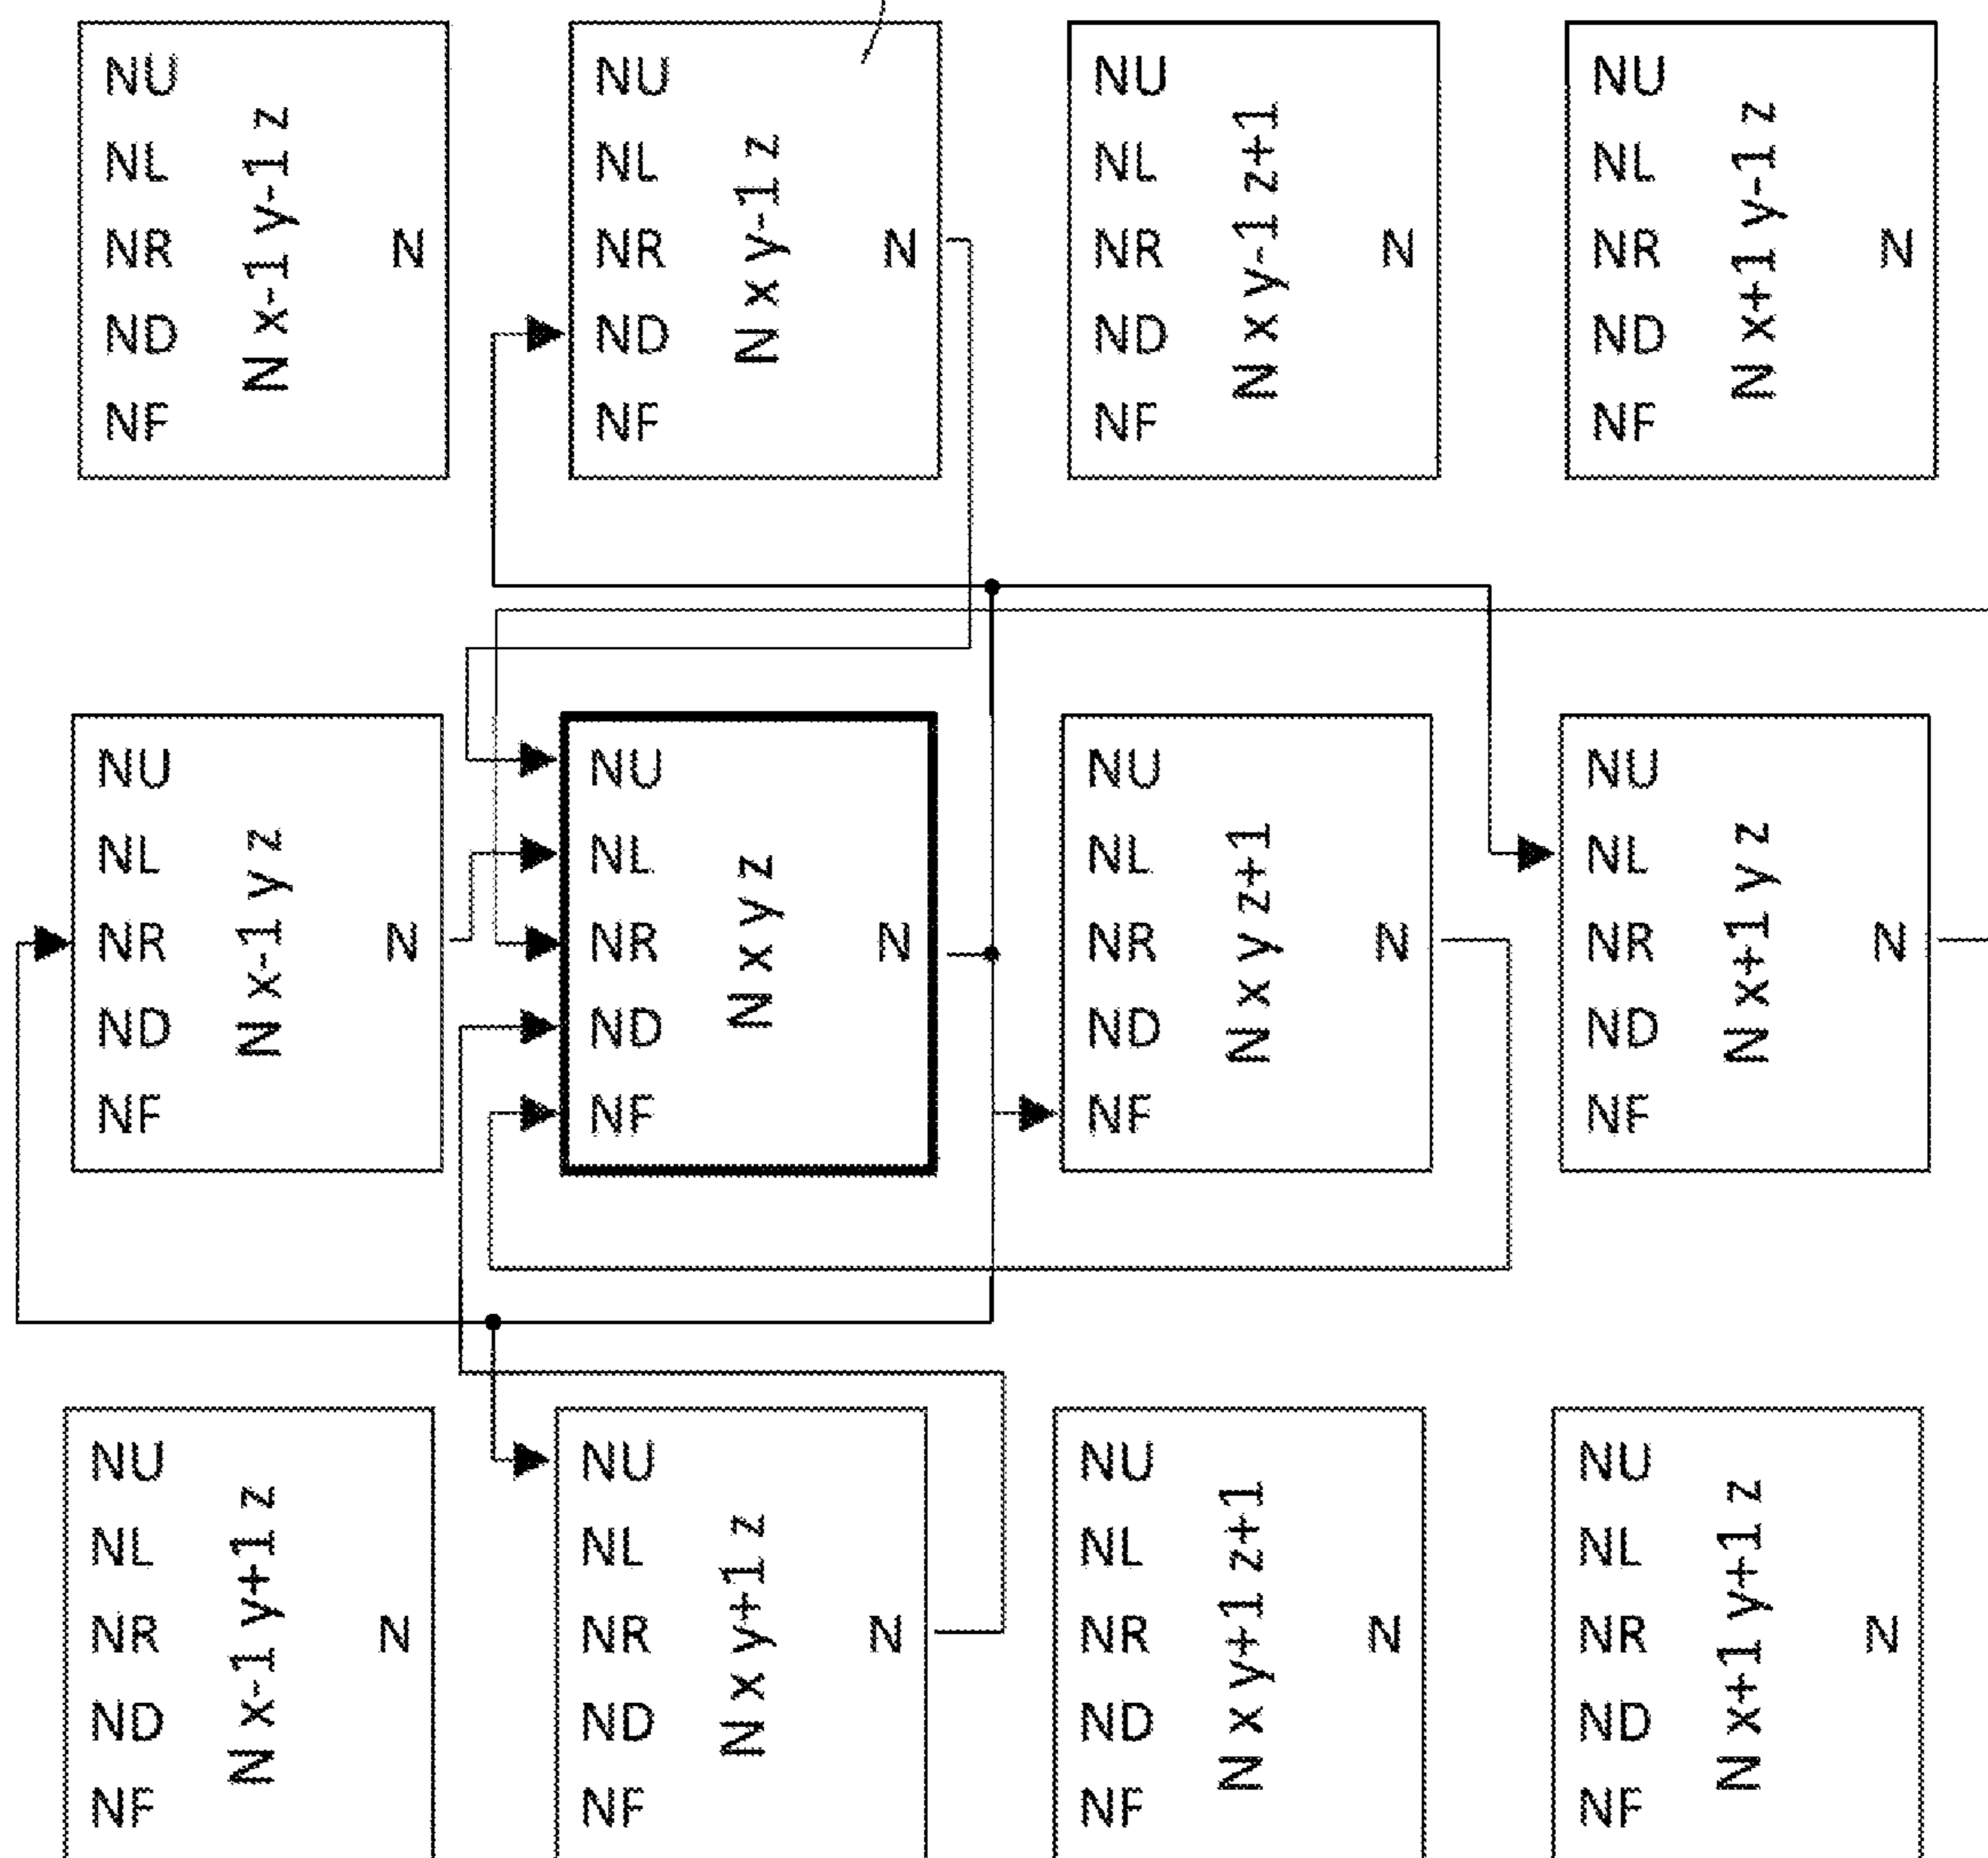 NU
NL
NR
ND
NF
N x-1 y-1 z
N
NU
NL
NR
ND
NF
N x y-1 z
N
NU
NL
NR
ND
NF
N x y-1 z+1
N
NU
NL
NR
ND
NF
N x+1 y-1 z
N
NU
NL
NR
ND
NF
N x-1 y z
N
NU
NL
NR
ND
NF
N x y z
N
NU
NL
NR
ND
NF
N x y z+1
N
NU
NL
NR
ND
NF
N x+1 y z
N
NU
NL
NR
ND
NF
N x-1 y+1 z
N
NU
NL
NR
ND
NF
N x y+1 z
N
NU
NL
NR
ND
NF
N x y+1 z+1
N
NU
NL
NR
ND
NF
N x+1 y+1 z
N